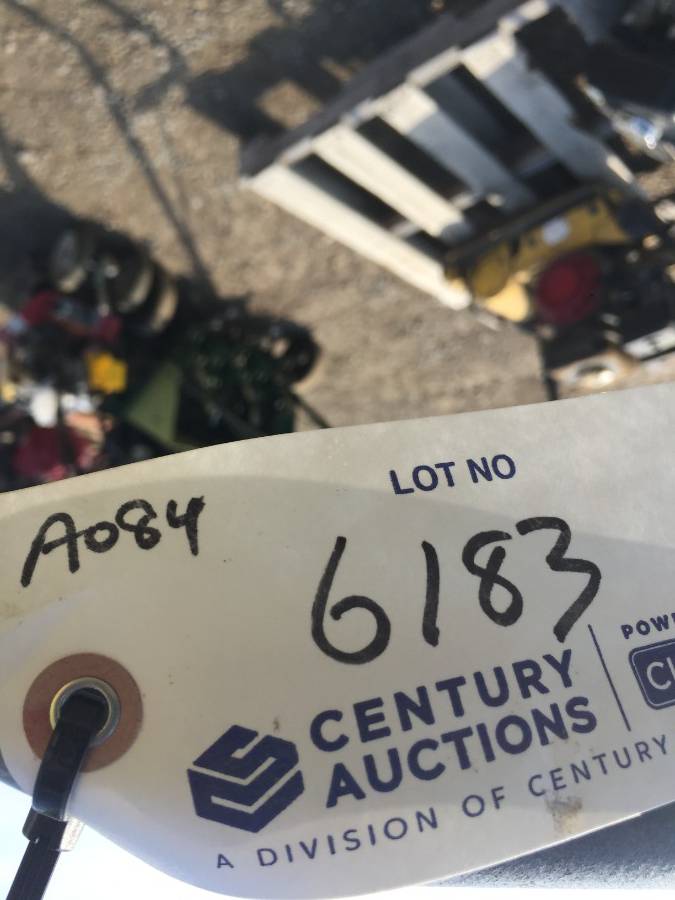 LOT NO
A084
6183
CENTURY
AUCTIONS
A DIVISION OF CENTURY